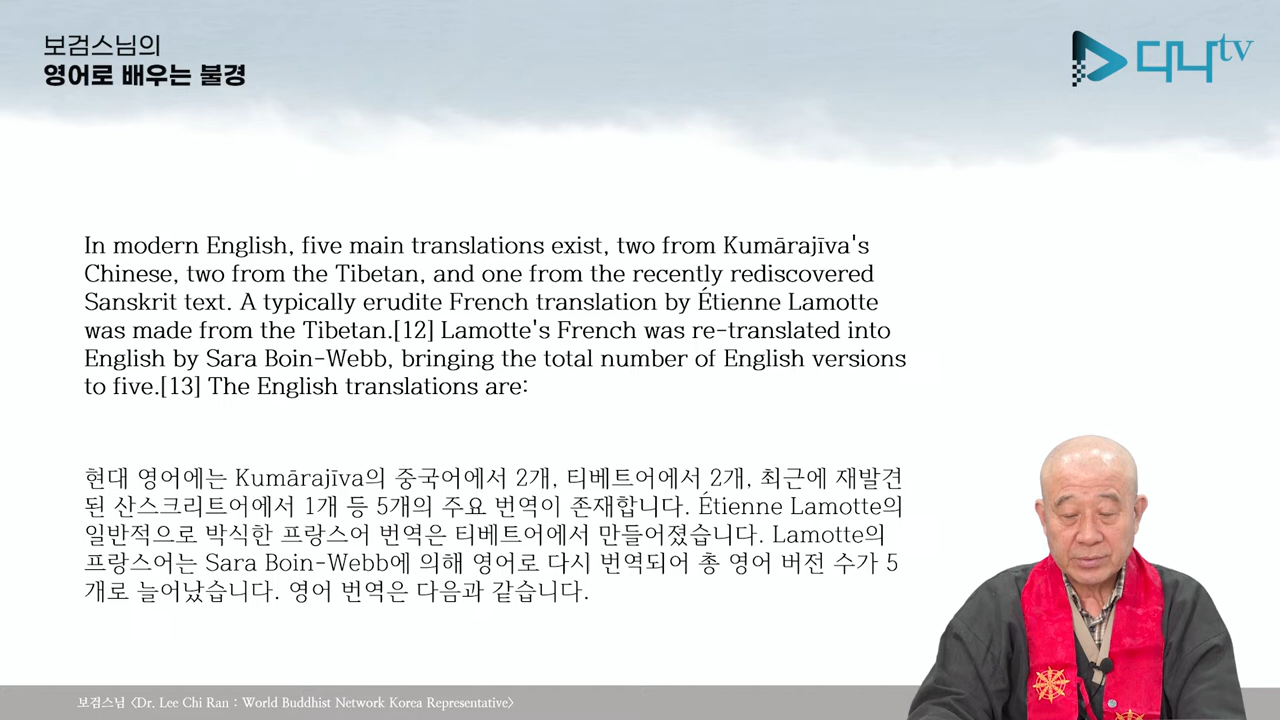 보검스님의
영어로 배우는 불경
디나tv
In modern English, five main translations exist, two from Kumārajīva's
Chinese, two from the Tibetan, and one from the recently rediscovered
Sanskrit text. A typically erudite French translation by Étienne Lamotte
was made from the Tibetan.[12] Lamotte's French was re-translated into
English by Sara Boin-Webb, bringing the total number of English versions
to five.[13] The English translations are:
현대 영어에는 Kumārajīva의 중국어에서 2개, 티베트어에서 2개, 최근에 재발견
된 산스크리트어에서 1개 등 5개의 주요 번역이 존재합니다. Étienne Lamotte의
일반적으로 박식한 프랑스어 번역은 티베트어에서 만들어졌습니다. Lamotte의
프랑스어는 Sara Boin-Webb에 의해 영어로 다시 번역되어 총 영어 버전 수가 5
개로 늘어났습니다. 영어 번역은 다음과 같습니다.
보검스님 <Dr. Lee Chi Ran : World Buddhist Network Korea Representative>